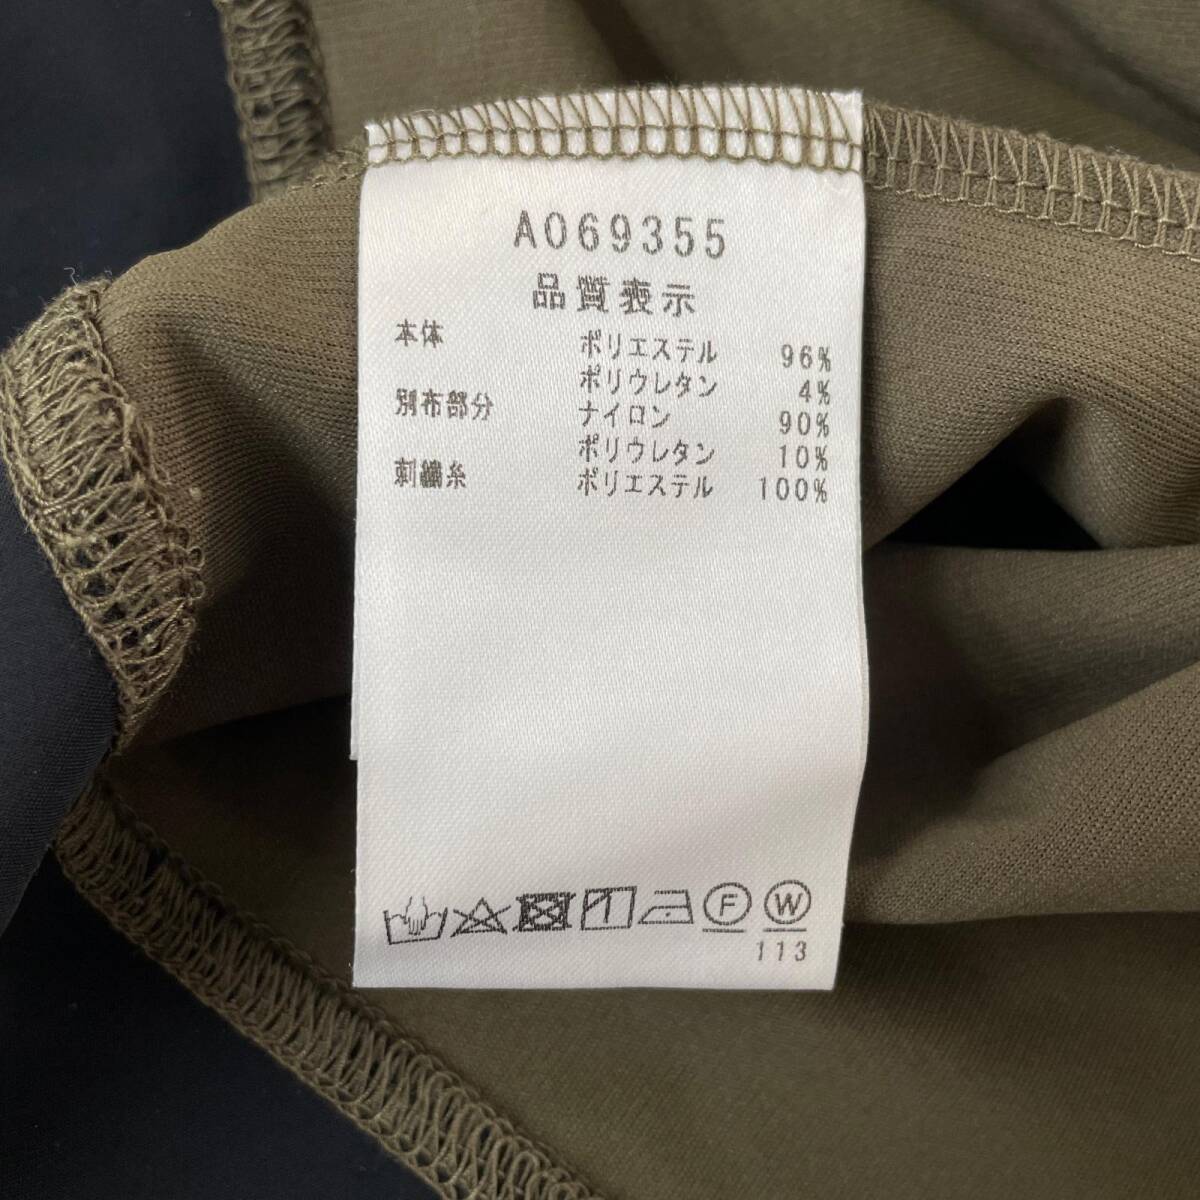 A069355
品質表示
本体 ポリエステル 96%
ポリウレタン 4%
別布部分 ナイロン 90%
ポリウレタン 10%
刺繍糸 ポリエステル 100%
F W
113